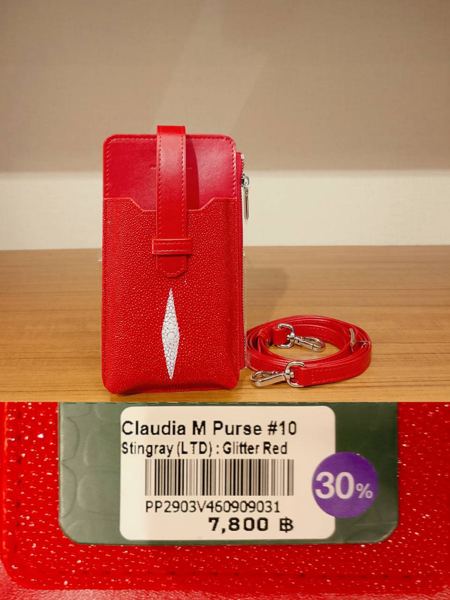 Claudia M Purse #10
Stingray (LTD) : Glitter Red
PP2903V460909031
7,800 ฿
30%